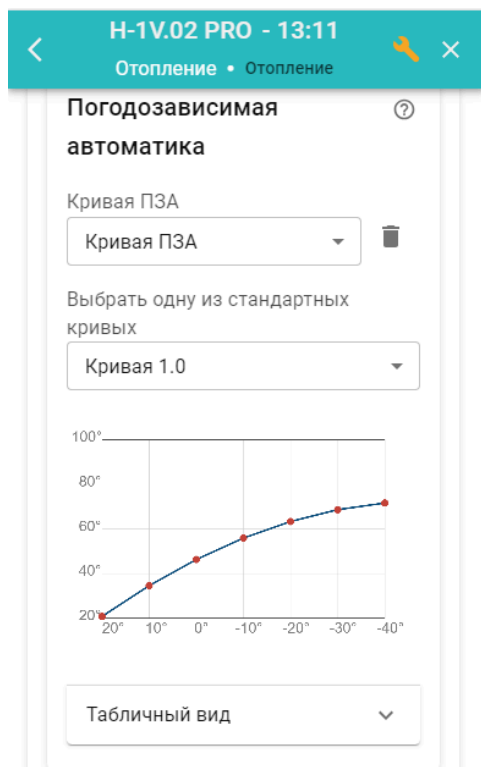 H-1V.02 PRO - 13:11
Отопление • Отопление
Погодозависимая
автоматика
Кривая ПЗА
Кривая ПЗА
Выбрать одну из стандартных
кривых
Кривая 1.0
100°
80°
60°
40°
20°
20° 10° 0° -10° -20° -30° -40°
Табличный вид